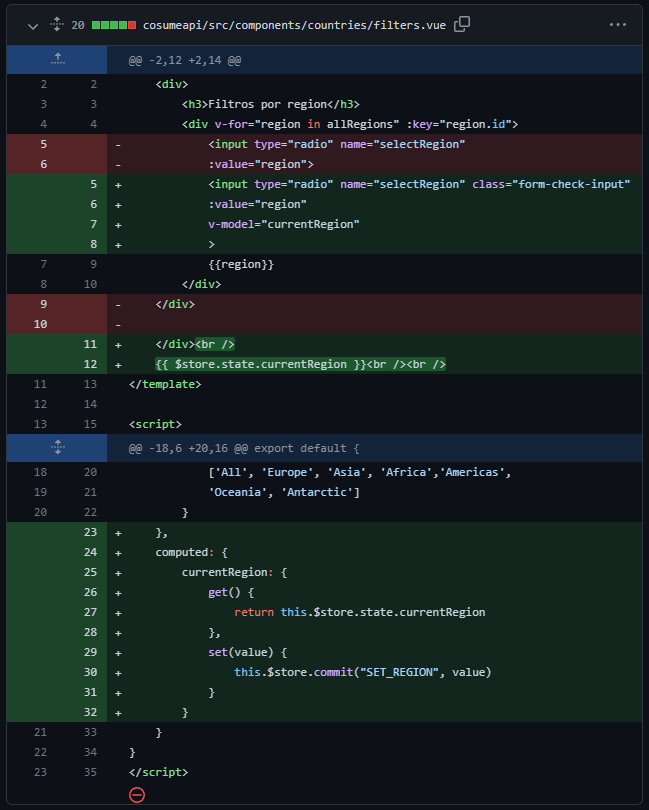 20 cosumeapi/src/components/countries/filters.vue ...
@@ -2,12 +2,14 @@
2 2 <div>
3 3 <h3>Filtros por region</h3>
4 4 <div v-for="region in allRegions" :key="region.id">
5 - <input type="radio" name="selectRegion"
6 - :value="region">
5 + <input type="radio" name="selectRegion" class="form-check-input"
6 + :value="region"
7 + v-model="currentRegion"
8 + >
7 9 {{region}}
8 10 </div>
9 - </div>
10 -
11 + </div><br />
12 + {{ $store.state.currentRegion }}<br /><br />
11 13 </template>
12 14
13 15 <script>
@@ -18,6 +20,16 @@ export default {
18 20 ['All', 'Europe', 'Asia', 'Africa','Americas',
19 21 'Oceania', 'Antarctic']
20 22 }
23 + },
24 + computed: {
25 + currentRegion: {
26 + get() {
27 + return this.$store.state.currentRegion
28 + },
29 + set(value) {
30 + this.$store.commit("SET_REGION", value)
31 + }
32 + }
21 33 }
22 34 }
23 35 </script>